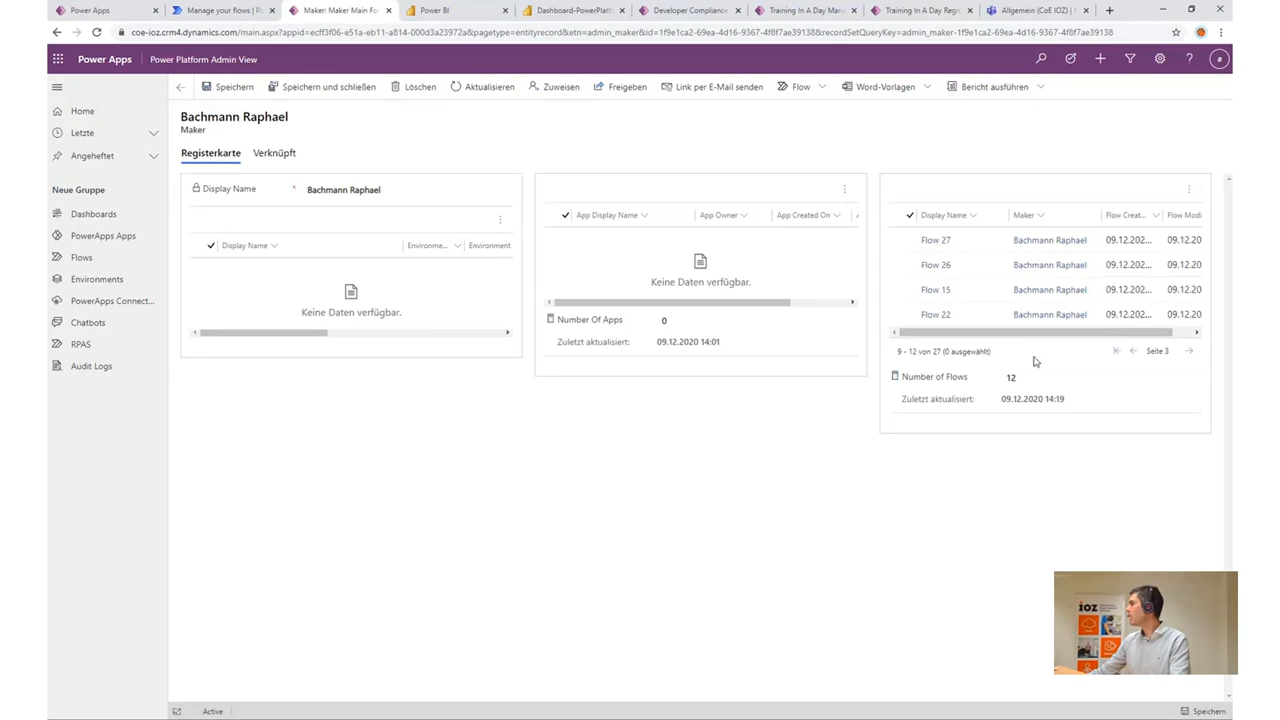 Power Apps
Manage your flows | Po
Maker: Maker Main Fo
Power BI
Dashboard-PowerPlatf
Developer Compliance
Training In A Day Man
Training In A Day Regi
Allgemein (CoE IOZ) |
coe-ioz.crm4.dynamics.com/main.aspx?appid=ecff3f06-e51a-eb11-a814-000d3a23972a&pagetype=entityrecord&etn=admin_maker&id=1f9e1ca2-69ea-4d16-9367-4f8f7ae39138&recordSetQueryKey=admin_maker-1f9e1ca2-69ea-4d16-9367-4f8f7ae39138
Power Apps Power Platform Admin View
Speichern Speichern und schließen Löschen Aktualisieren Zuweisen Freigeben Link per E-Mail senden Flow Word-Vorlagen Bericht ausführen
Home
Letzte
Angeheftet
Neue Gruppe
Dashboards
PowerApps Apps
Flows
Environments
PowerApps Connect...
Chatbots
RPAS
Audit Logs
Bachmann Raphael
Maker
Registerkarte Verknüpft
Display Name * Bachmann Raphael
Display Name Environme... Environment
Keine Daten verfügbar.
App Display Name App Owner App Created On
Keine Daten verfügbar.
Number Of Apps 0
Zuletzt aktualisiert: 09.12.2020 14:01
Display Name Maker Flow Creat... Flow Modi
Flow 27 Bachmann Raphael 09.12.202... 09.12.20
Flow 26 Bachmann Raphael 09.12.202... 09.12.20
Flow 15 Bachmann Raphael 09.12.202... 09.12.20
Flow 22 Bachmann Raphael 09.12.202... 09.12.20
9 - 12 von 27 (0 ausgewählt) Seite 3
Number of Flows 12
Zuletzt aktualisiert: 09.12.2020 14:19
ioz
Active
Speichern